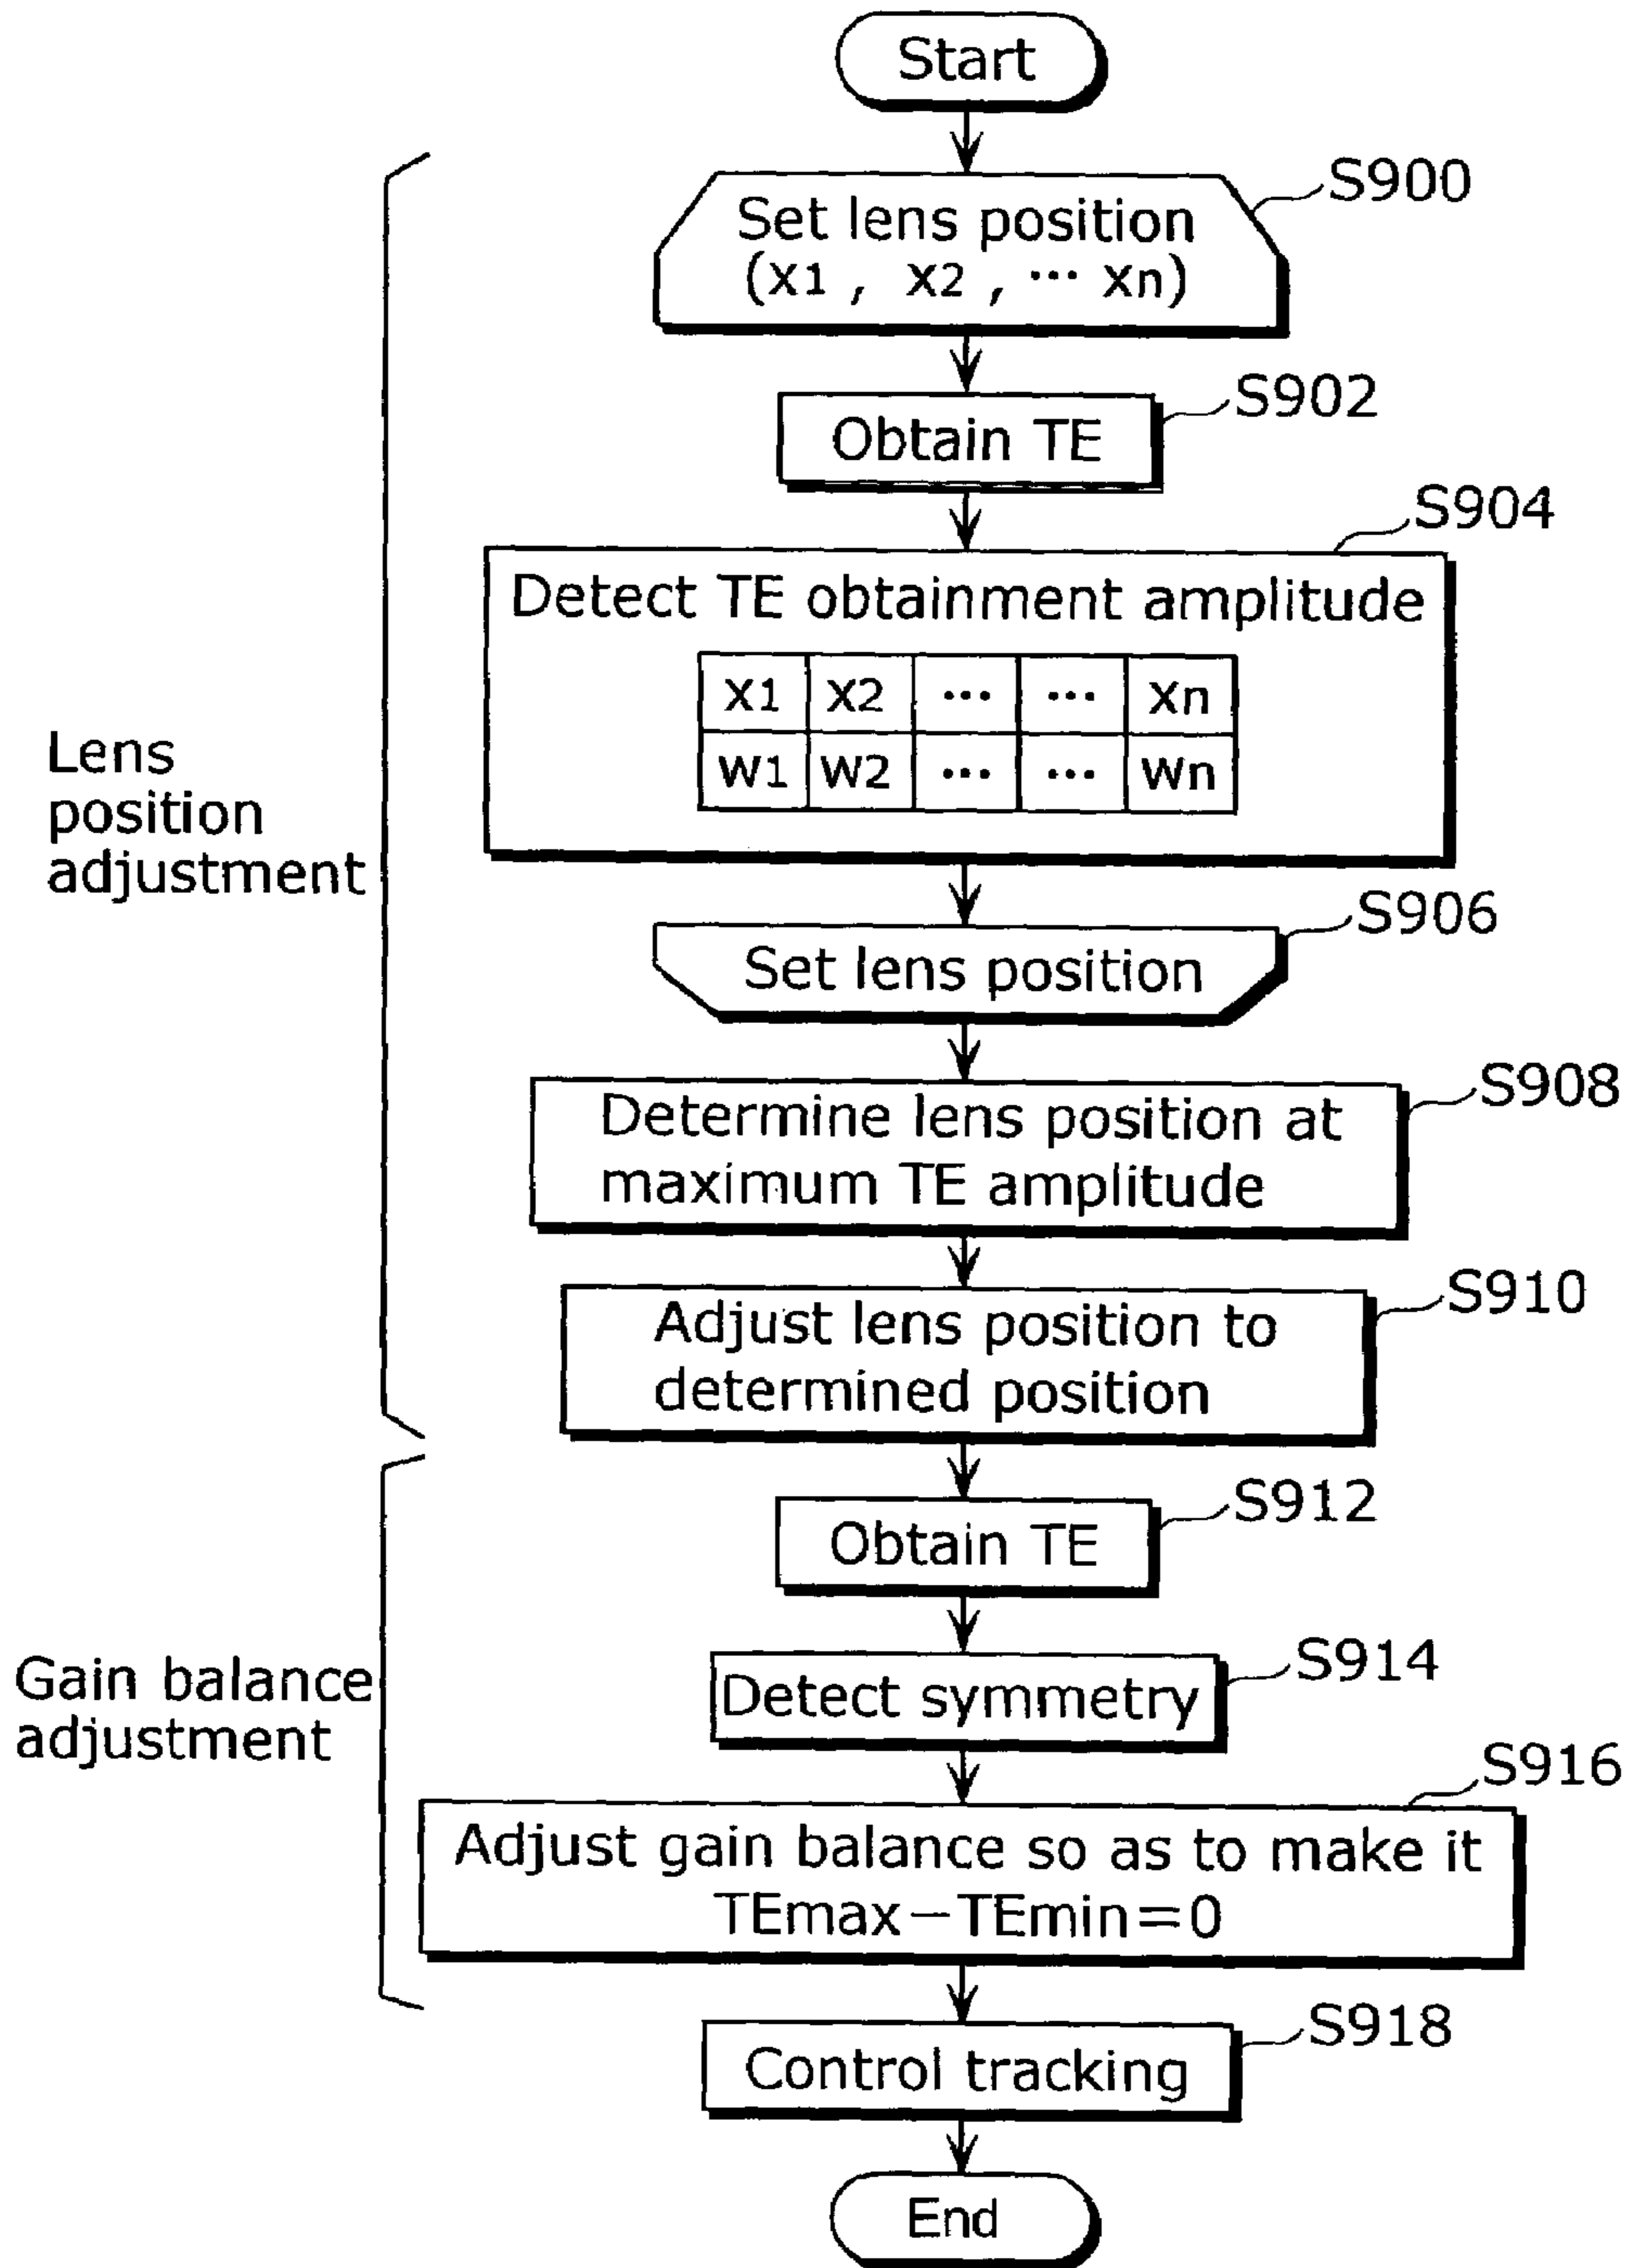 Start
S900
Set lens position
(x1 , x2 , ··· xn)
S902
Obtain TE
S904
Detect TE obtainment amplitude
x1 x2 ··· ··· xn
w1 w2 ··· ··· wn
Lens
position
adjustment
S906
Set lens position
S908
Determine lens position at
maximum TE amplitude
S910
Adjust lens position to
determined position
S912
Obtain TE
S914
Detect symmetry
Gain balance
adjustment
S916
Adjust gain balance so as to make it
TEmax−TEmin=0
S918
Control tracking
End